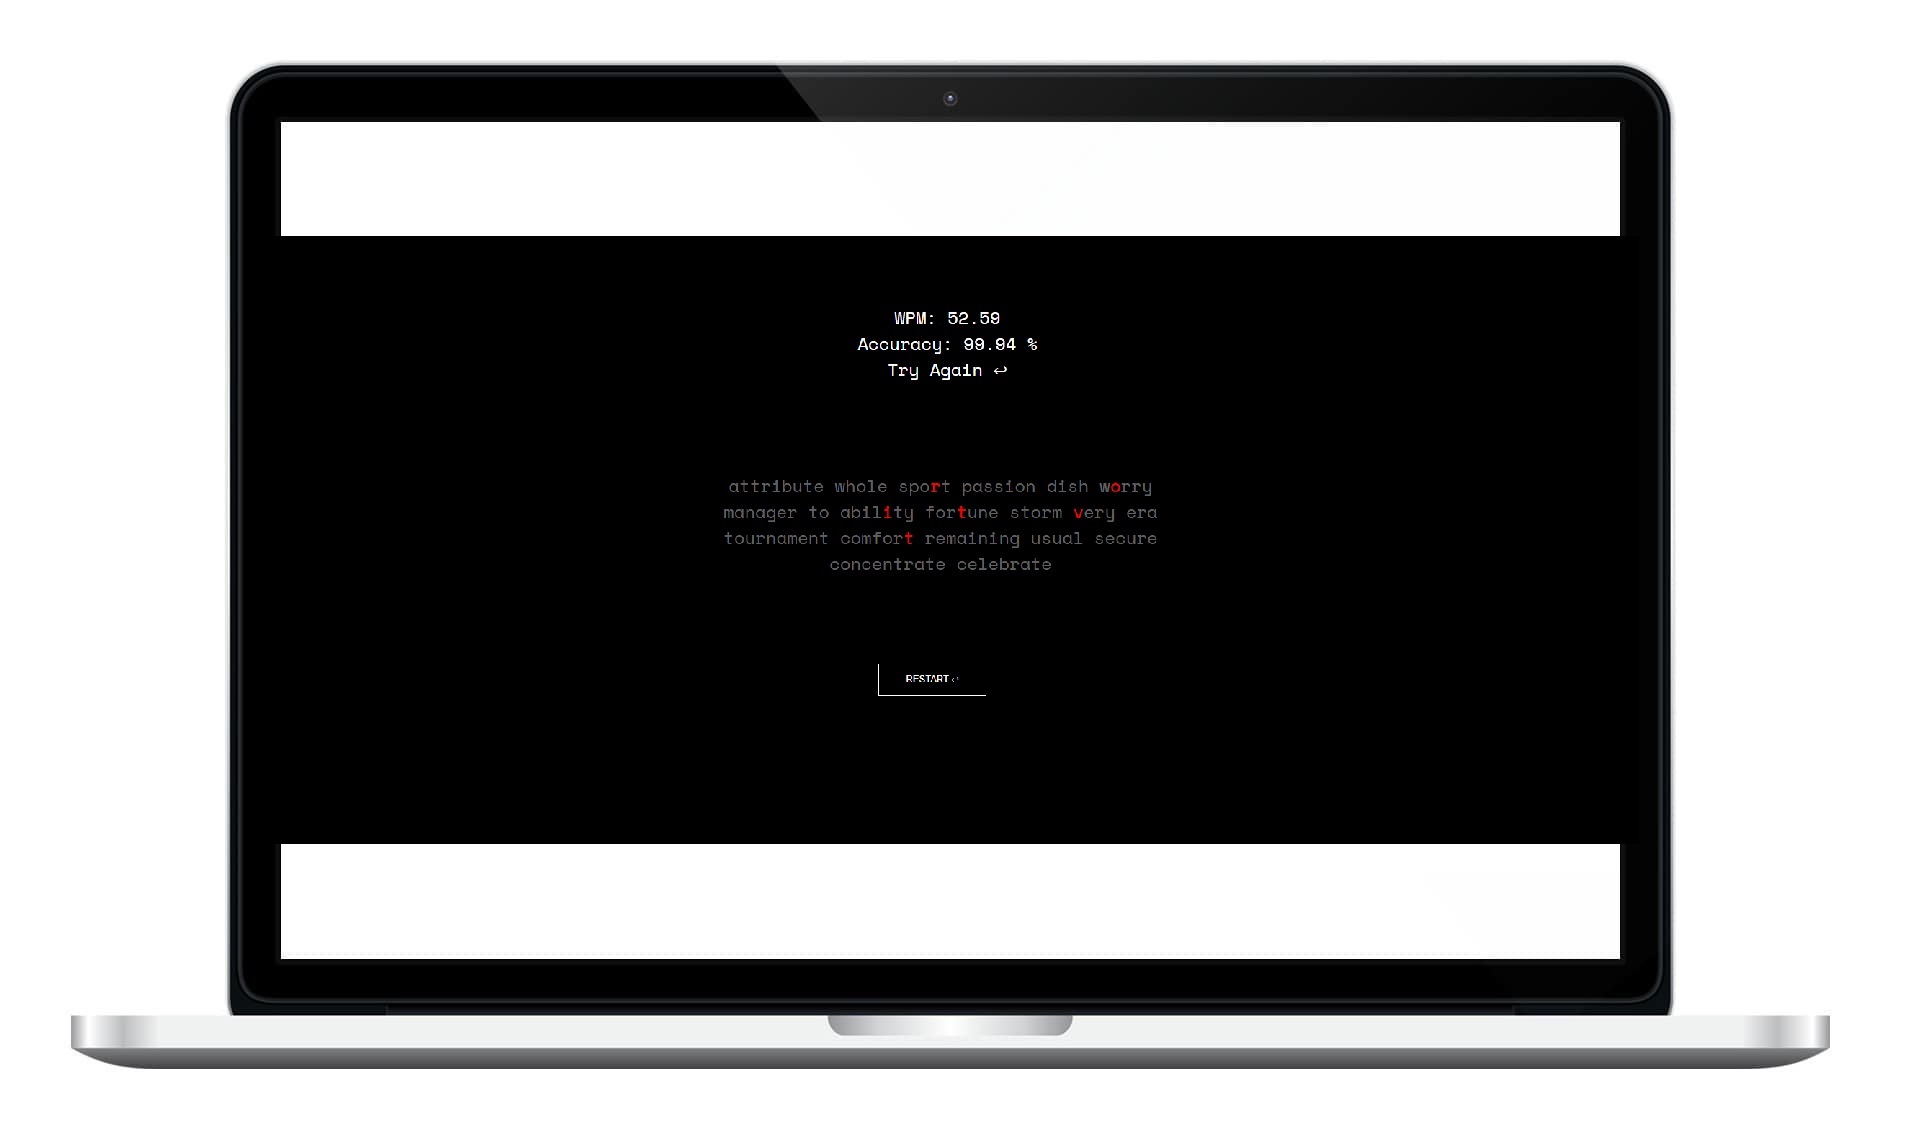 WPM: 52.59
Accuracy: 99.94 %
Try Again ↩
attribute whole sport passion dish worry
manager to ability fortune storm very era
tournament comfort remaining usual secure
concentrate celebrate
RESTART ↩